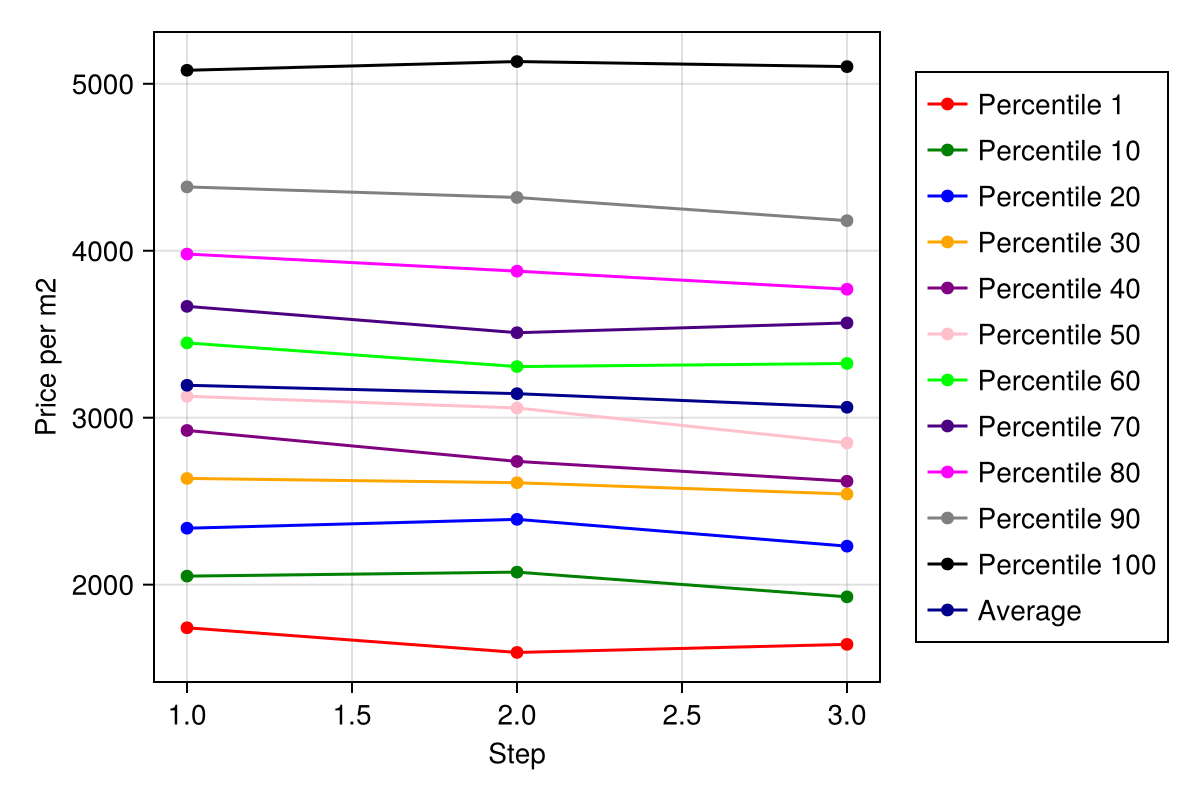 5000
4000
3000
2000
Price per m2
1.0 1.5 2.0 2.5 3.0
Step
Percentile 1
Percentile 10
Percentile 20
Percentile 30
Percentile 40
Percentile 50
Percentile 60
Percentile 70
Percentile 80
Percentile 90
Percentile 100
Average